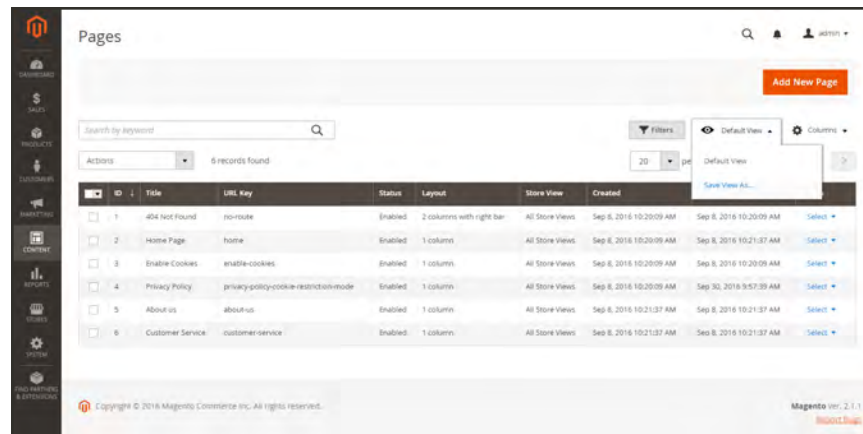 Pages
admin
DASHBOARD
Add New Page
SALES
Search by keyword
Filters
Default View
Columns
PRODUCTS
Actions
6 records found
20
pe
Default View
CUSTOMERS
Save View As...
ID ↓ Title URL Key Status Layout Store View Created
MARKETING
1 404 Not Found no-route Enabled 2 columns with right bar All Store Views Sep 8, 2016 10:20:09 AM Sep 8, 2016 10:20:09 AM Select
2 Home Page home Enabled 1 column All Store Views Sep 8, 2016 10:20:09 AM Sep 8, 2016 10:21:37 AM Select
CONTENT
3 Enable Cookies enable-cookies Enabled 1 column All Store Views Sep 8, 2016 10:20:09 AM Sep 8, 2016 10:20:09 AM Select
REPORTS
4 Privacy Policy privacy-policy-cookie-restriction-mode Enabled 1 column All Store Views Sep 8, 2016 10:20:09 AM Sep 30, 2016 9:57:39 AM Select
5 About us about-us Enabled 1 column All Store Views Sep 8, 2016 10:21:37 AM Sep 8, 2016 10:21:37 AM Select
STORES
6 Customer Service customer-service Enabled 1 column All Store Views Sep 8, 2016 10:21:37 AM Sep 8, 2016 10:21:37 AM Select
SYSTEM
FIND PARTNERS
& EXTENSIONS
Copyright © 2016 Magento Commerce Inc. All rights reserved.
Magento ver. 2.1.1
Report Bugs